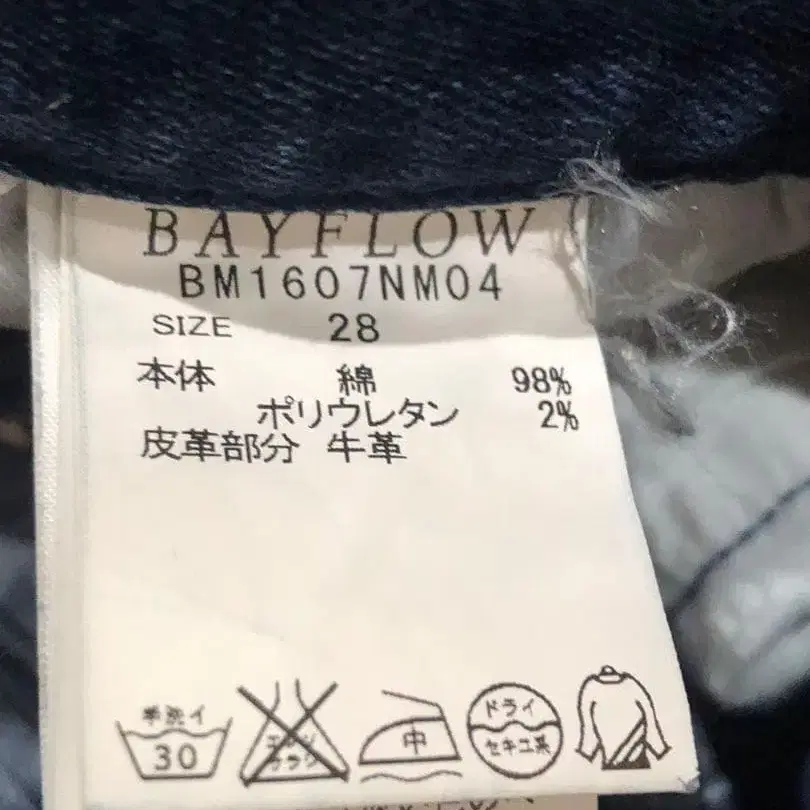 BAYFLOW
BM1607NM04
SIZE 28
本体 綿 98%
ポリウレタン 2%
皮革部分 牛革
手洗イ
30
中
ドライ
セキユ系